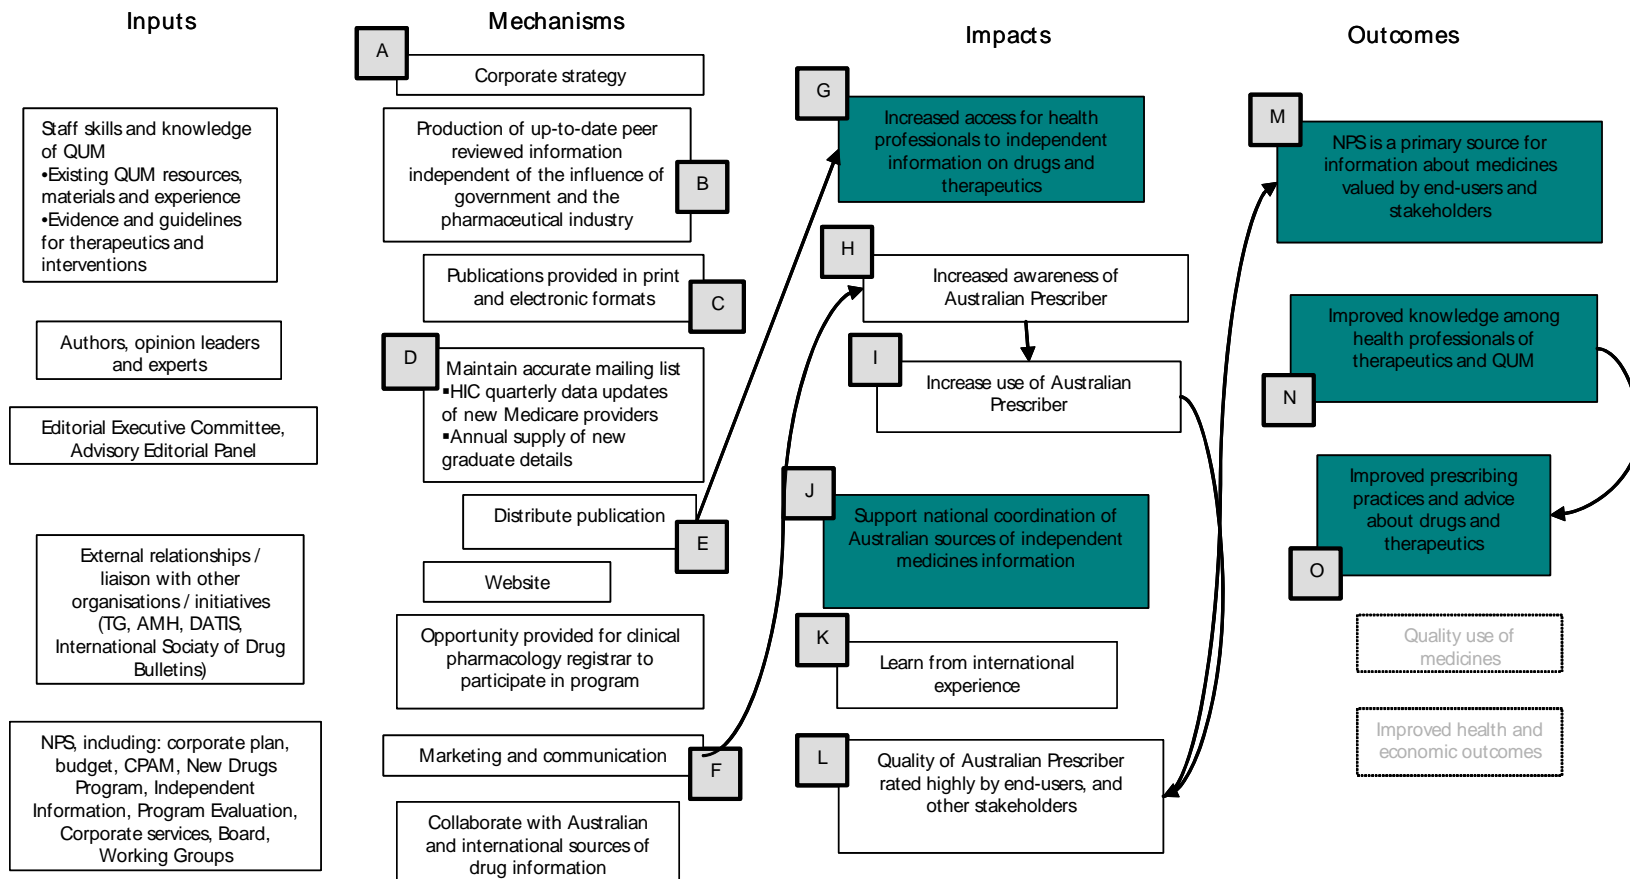 Inputs
Staff skills and knowledge
of QUM
•Existing QUM resources,
materials and experience
•Evidence and guidelines
for therapeutics and
interventions
Authors, opinion leaders
and experts
Editorial Executive Committee,
Advisory Editorial Panel
External relationships /
liaison with other
organisations / initiatives
(TG, AMH, DATIS,
International Sociaty of Drug
Bulletins)
NPS, including: corporate plan,
budget, CPAM, New Drugs
Program, Independent
Information, Program Evaluation,
Corporate services, Board,
Working Groups
Mechanisms
A
Corporate strategy
Production of up-to-date peer
reviewed information
independent of the influence of
government and the
pharmaceutical industry
B
Publications provided in print
and electronic formats
C
D
Maintain accurate mailing list
▪HIC quarterly data updates
of new Medicare providers
▪Annual supply of new
graduate details
Distribute publication
E
Website
Opportunity provided for clinical
pharmacology registrar to
participate in program
Marketing and communication
F
Collaborate with Australian
and international sources of
drug information
Impacts
G
Increased access for health
professionals to independent
information on drugs and
therapeutics
H
Increased awareness of
Australian Prescriber
I
Increase use of Australian
Prescriber
J
Support national coordination of
Australian sources of independent
medicines information
K
Learn from international
experience
L
Quality of Australian Prescriber
rated highly by end-users, and
other stakeholders
Outcomes
M
NPS is a primary source for
information about medicines
valued by end-users and
stakeholders
Improved knowledge among
health professionals of
therapeutics and QUM
N
Improved prescribing
practices and advice
about drugs and
therapeutics
O
Quality use of
medicines
Improved health and
economic outcomes